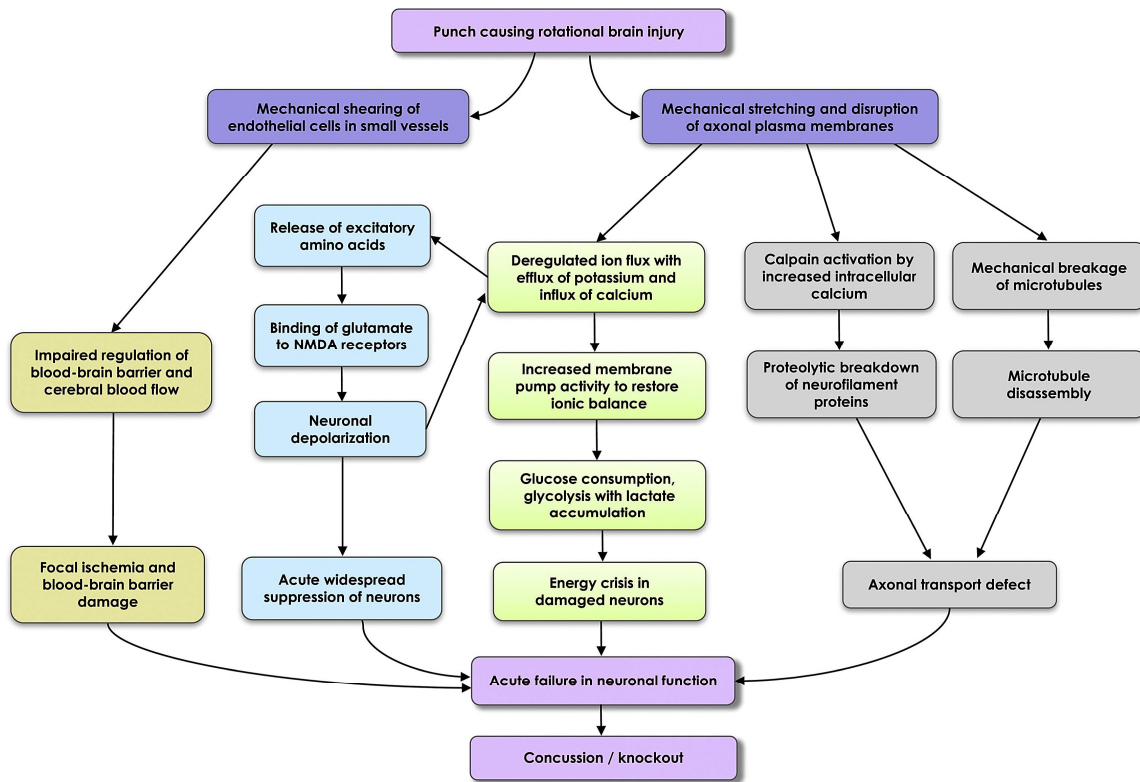 Punch causing rotational brain injury
Mechanical shearing of
endothelial cells in small vessels
Mechanical stretching and disruption
of axonal plasma membranes
Release of excitatory
amino acids
Deregulated ion flux with
efflux of potassium and
influx of calcium
Calpain activation by
increased intracellular
calcium
Mechanical breakage
of microtubules
Binding of glutamate
to NMDA receptors
Impaired regulation of
blood-brain barrier and
cerebral blood flow
Increased membrane
pump activity to restore
ionic balance
Proteolytic breakdown
of neurofilament
proteins
Microtubule
disassembly
Neuronal
depolarization
Glucose consumption,
glycolysis with lactate
accumulation
Focal ischemia and
blood-brain barrier
damage
Acute widespread
suppression of neurons
Energy crisis in
damaged neurons
Axonal transport defect
Acute failure in neuronal function
Concussion / knockout